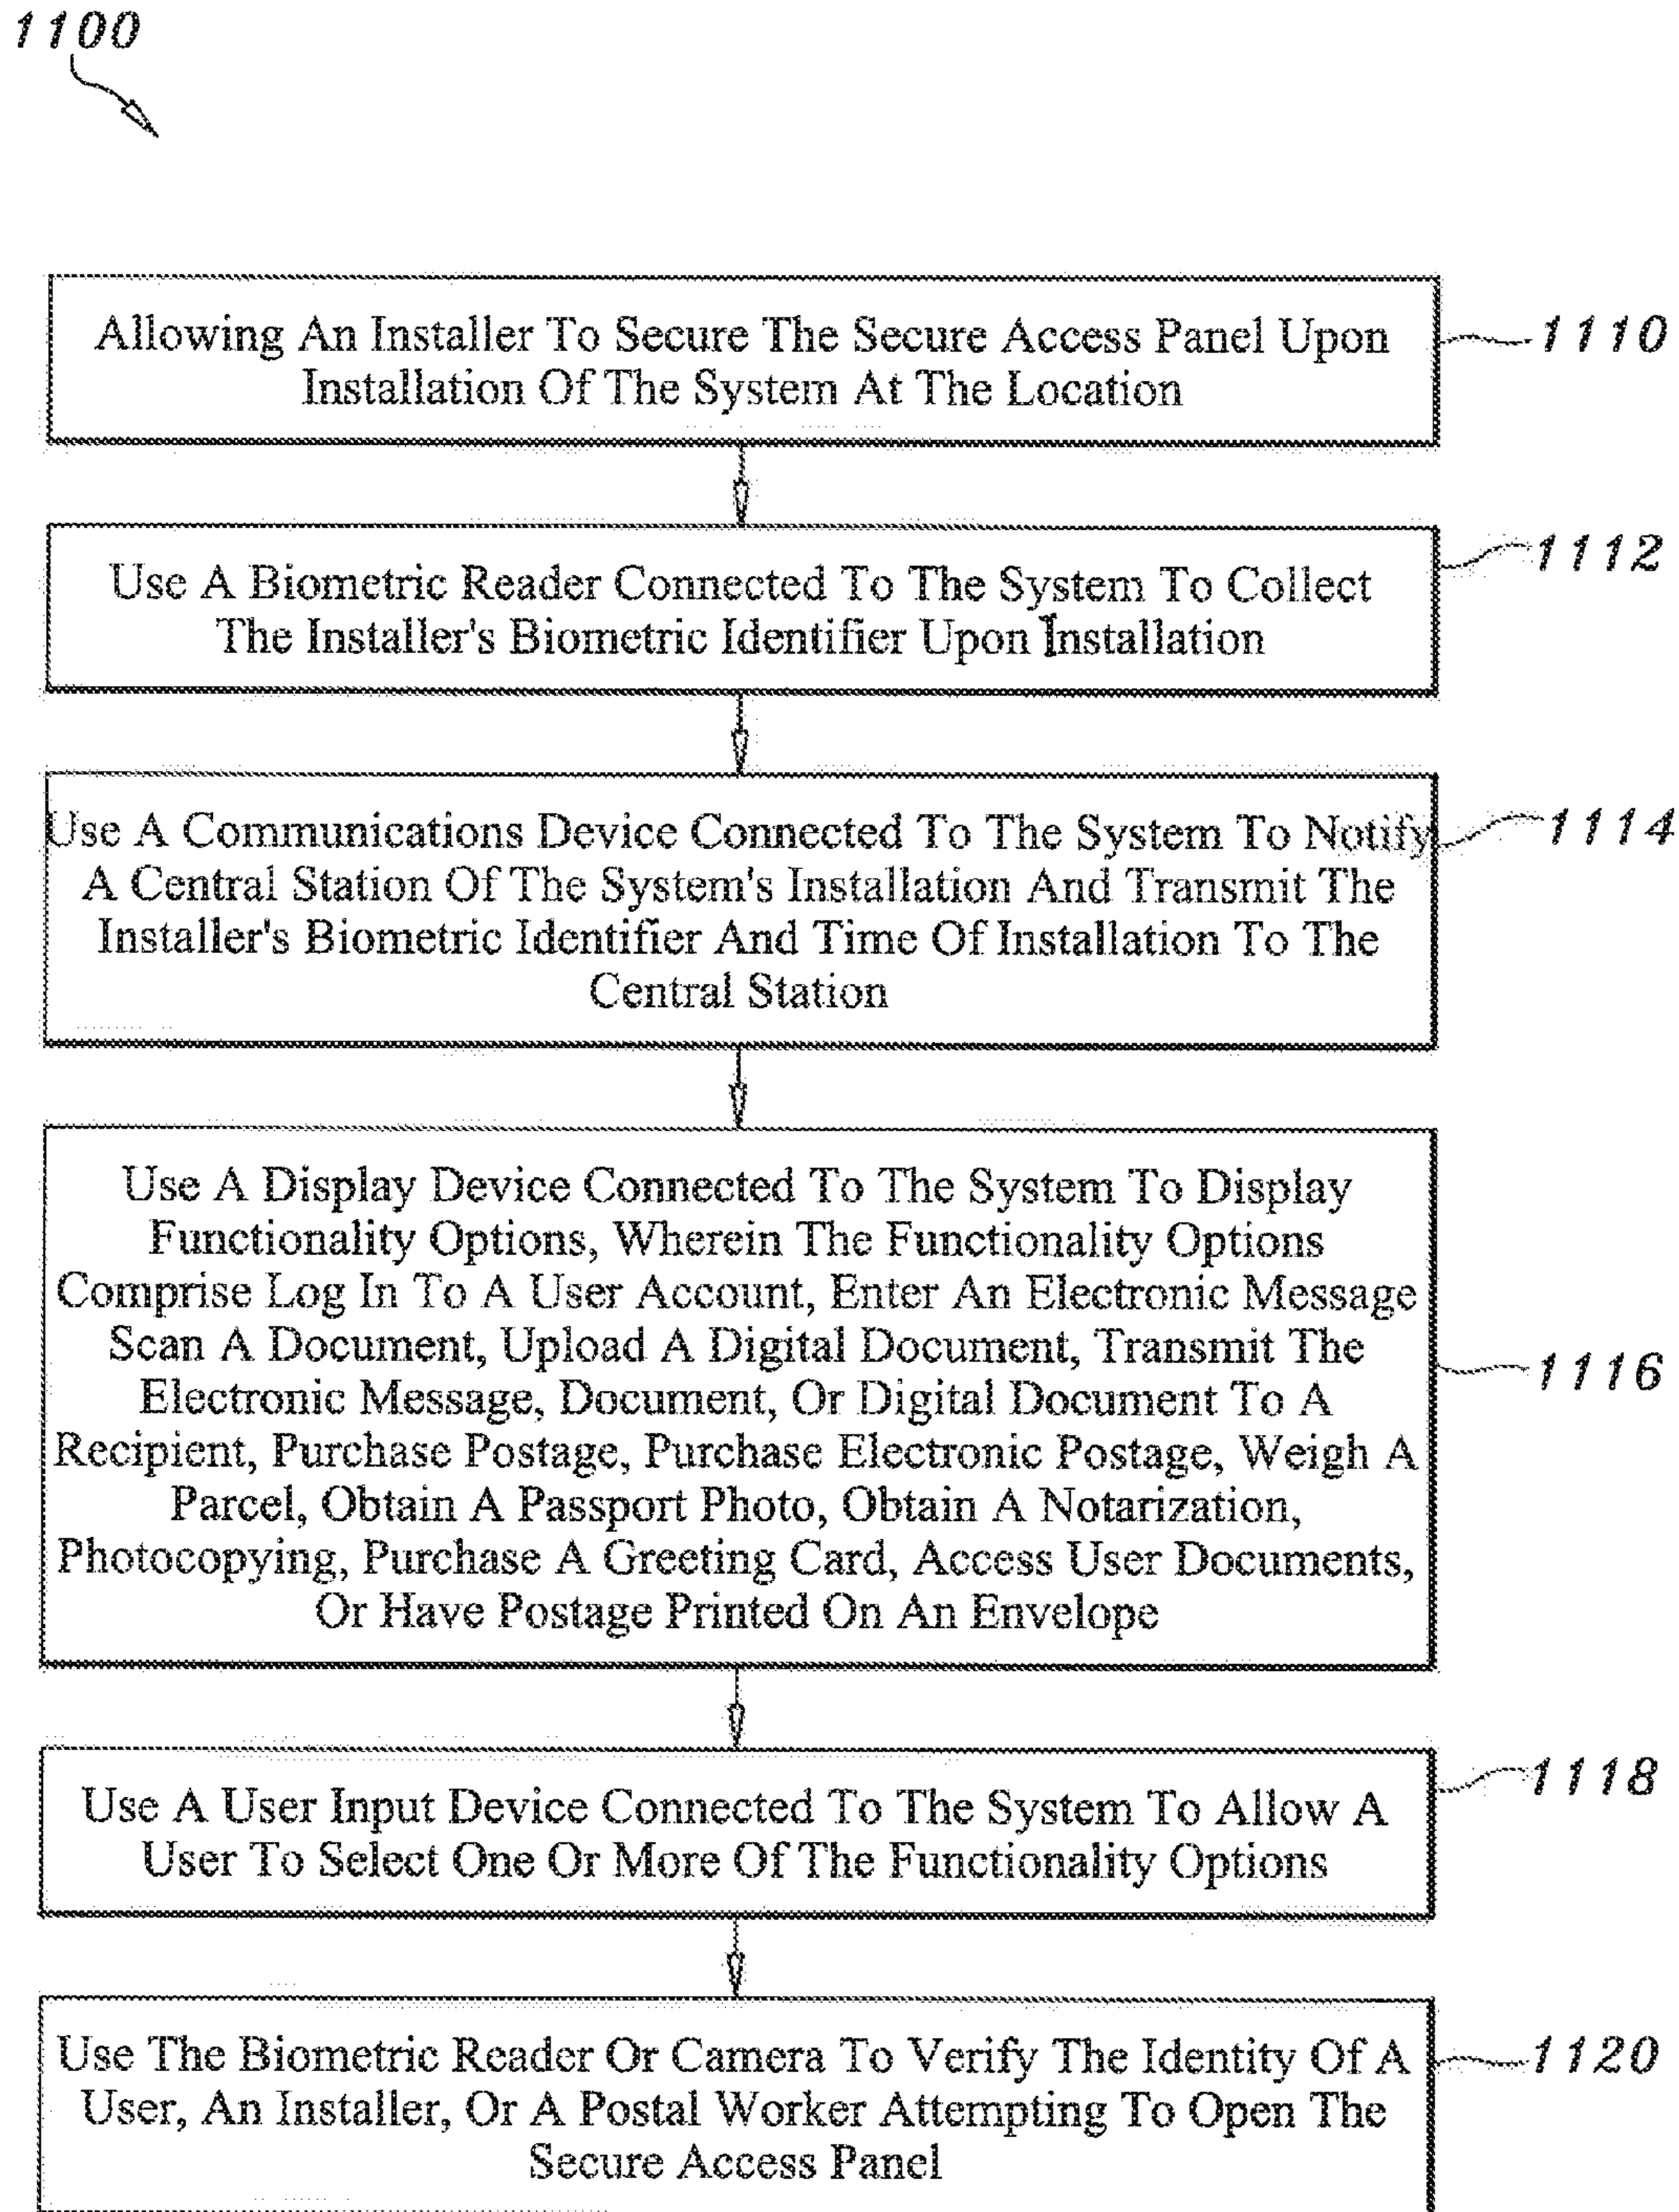 1100
Allowing An Installer To Secure The Secure Access Panel Upon
Installation Of The System At The Location
1110
Use A Biometric Reader Connected To The System To Collect
The Installer's Biometric Identifier Upon Installation
1112
Use A Communications Device Connected To The System To Notify
A Central Station Of The System's Installation And Transmit The
Installer's Biometric Identifier And Time Of Installation To The
Central Station
1114
Use A Display Device Connected To The System To Display
Functionality Options, Wherein The Functionality Options
Comprise Log In To A User Account, Enter An Electronic Message
Scan A Document, Upload A Digital Document, Transmit The
Electronic Message, Document, Or Digital Document To A
Recipient, Purchase Postage, Purchase Electronic Postage, Weigh A
Parcel, Obtain A Passport Photo, Obtain A Notarization,
Photocopying, Purchase A Greeting Card, Access User Documents,
Or Have Postage Printed On An Envelope
1116
Use A User Input Device Connected To The System To Allow A
User To Select One Or More Of The Functionality Options
1118
Use The Biometric Reader Or Camera To Verify The Identity Of A
User, An Installer, Or A Postal Worker Attempting To Open The
Secure Access Panel
1120